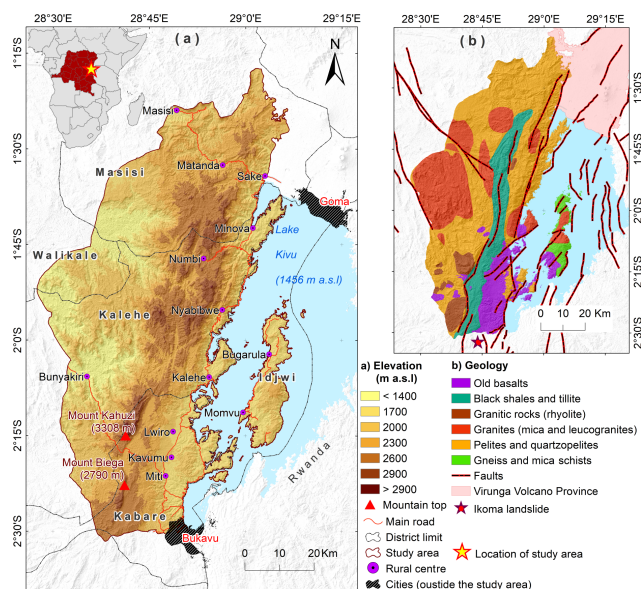 28°30'E
28°45'E
29°0'E
(a)
N
1°15'S
1°30'S
1°45'S
2°0'S
2°15'S
2°30'S
Masisi
Matanda
Sake
Masisi
Goma
Minova
Lake
Kivu
(1456 m a.s.l)
Walikale
Numbi
Kalehe
Nyabibwe
Bugarula
Idjwi
Bunyakiri
Kalehe
Momvu
Mount Kahuzi
(3308 m)
Lwiro
Mount Biega
(2790 m)
Kavumu
Miti
Rwanda
Kabare
Bukavu
0 10 20 Km
28°30'E
28°45'E
29°0'E
(b)
1°30'S
1°45'S
2°0'S
2°15'S
2°30'S
0 10 20 (Km)
a) Elevation
(m a.s.l)
< 1400
1700
2000
2300
2600
2900
> 2900
Mountain top
Main road
District limit
Study area
Rural centre
Cities (oustide the study area)
b) Geology
Old basalts
Black shales and tillite
Granitic rocks (rhyolite)
Granites (mica and leucogranites)
Pelites and quartzopelites
Gneiss and mica schists
Faults
Virunga Volcano Province
Ikoma landslide
Location of study area